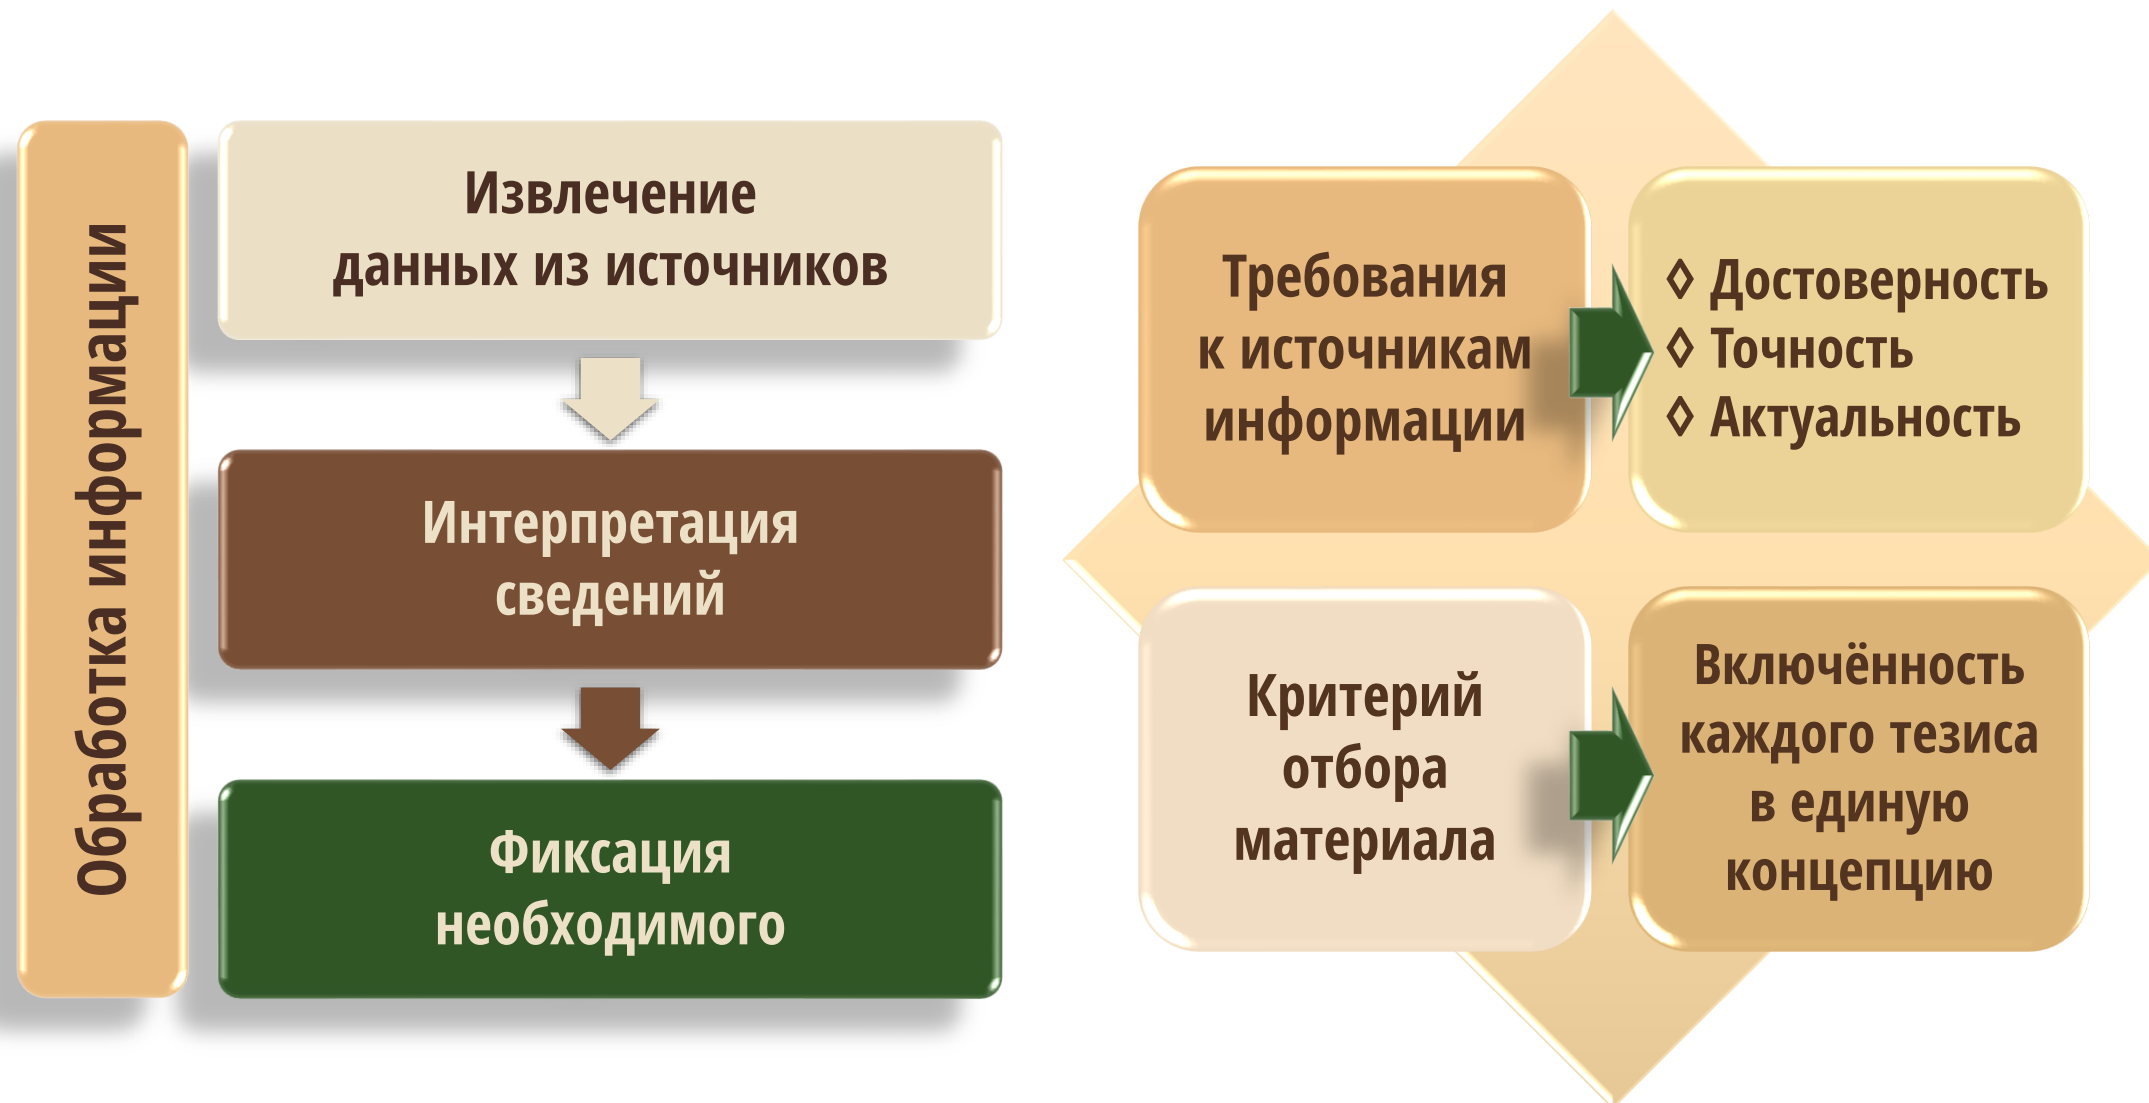 Обработка информации
Извлечение
данных из источников
Интерпретация
сведений
Фиксация
необходимого
Требования
к источникам
информации
◊ Достоверность
◊ Точность
◊ Актуальность
Критерий
отбора
материала
Включённость
каждого тезиса
в единую
концепцию